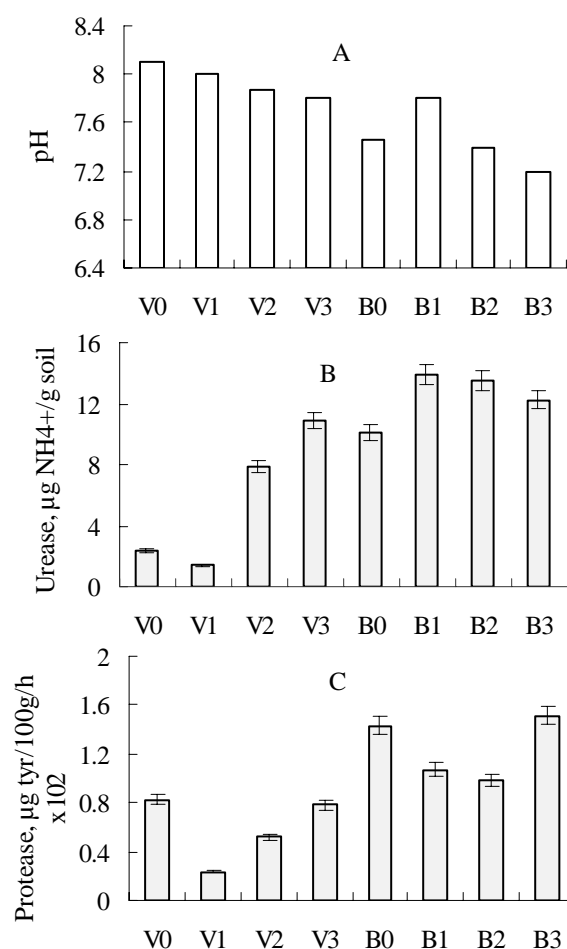 A
pH
8.4
8
7.6
7.2
6.8
6.4
V0 V1 V2 V3 B0 B1 B2 B3
B
Urease, µg NH4+/g soil
16
12
8
4
0
V0 V1 V2 V3 B0 B1 B2 B3
C
Protease, µg tyr/100g/h
x102
2
1.6
1.2
0.8
0.4
0
V0 V1 V2 V3 B0 B1 B2 B3